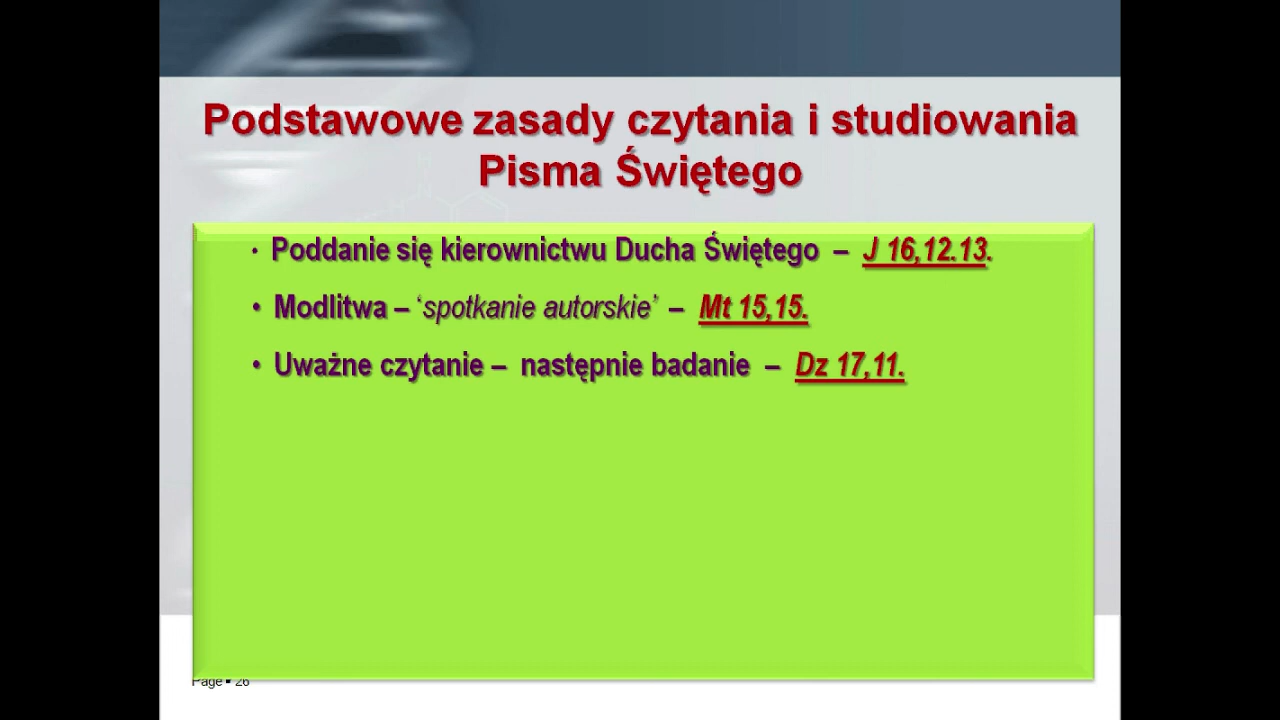 Podstawowe zasady czytania i studiowania
Pisma Świętego
• Poddanie się kierownictwu Ducha Świętego – J 16,12.13.
• Modlitwa – ‘spotkanie autorskie’ – Mt 15,15.
• Uważne czytanie – następnie badanie – Dz 17,11.
Page ▪ 26